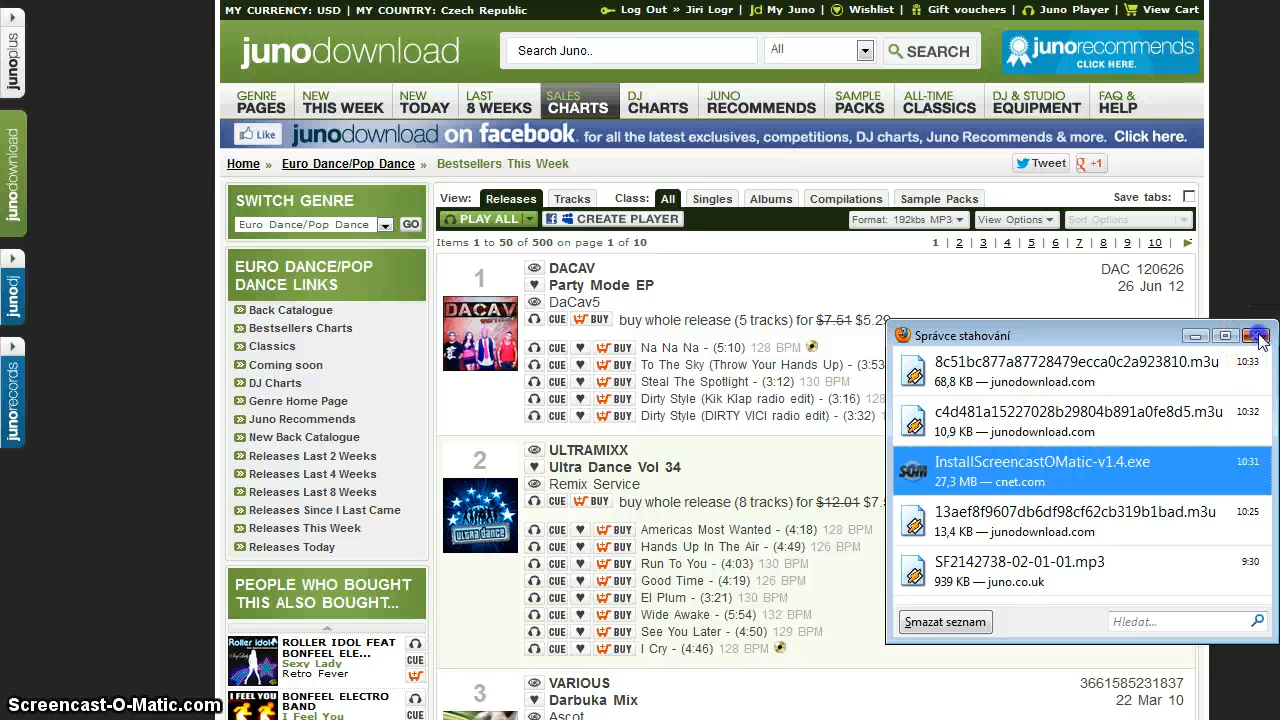 MY CURRENCY: USD | MY COUNTRY: Czech Republic
Log Out » Jiri Logr | jd My Juno | Wishlist | Gift vouchers | Juno Player | View Cart
junodownload
Search Juno.. All SEARCH
junorecommends
CLICK HERE.
GENRE PAGES
NEW THIS WEEK
NEW TODAY
LAST 8 WEEKS
SALES CHARTS
DJ CHARTS
JUNO RECOMMENDS
SAMPLE PACKS
ALL-TIME CLASSICS
DJ & STUDIO EQUIPMENT
FAQ & HELP
Like junodownload on facebook. for all the latest exclusives, competitions, DJ charts, Juno Recommends & more. Click here.
Home » Euro Dance/Pop Dance » Bestsellers This Week
Tweet +1
junoplus
junodownload
junodj
junorecords
SWITCH GENRE
Euro Dance/Pop Dance GO
EURO DANCE/POP
DANCE LINKS
Back Catalogue
Bestsellers Charts
Classics
Coming soon
DJ Charts
Genre Home Page
Juno Recommends
New Back Catalogue
Releases Last 2 Weeks
Releases Last 4 Weeks
Releases Last 8 Weeks
Releases Since I Last Came
Releases This Week
Releases Today
PEOPLE WHO BOUGHT
THIS ALSO BOUGHT...
ROLLER IDOL FEAT
BONFEEL ELE...
Sexy Lady
Retro Fever
CUE
BONFEEL ELECTRO
BAND
I Feel You
CUE
View: Releases Tracks Class: All Singles Albums Compilations Sample Packs Save tabs:
PLAY ALL CREATE PLAYER Format: 192kbs MP3 View Options Sort Options
Items 1 to 50 of 500 on page 1 of 10 1 | 2 | 3 | 4 | 5 | 6 | 7 | 8 | 9 | 10 |
1
DACAV
DACAV
DAC 120626
Party Mode EP
26 Jun 12
DaCav5
CUE BUY buy whole release (5 tracks) for $7.51 $5.29
CUE BUY Na Na Na - (5:10) 128 BPM
CUE BUY To The Sky (Throw Your Hands Up) - (3:53
CUE BUY Steal The Spotlight - (3:12) 130 BPM
CUE BUY Dirty Style (Kik Klap radio edit) - (3:16) 128
CUE BUY Dirty Style (DIRTY VICI radio edit) - (3:32)
2
ultra dance
ULTRAMIXX
Ultra Dance Vol 34
Remix Service
CUE BUY buy whole release (8 tracks) for $12.01 $7.
CUE BUY Americas Most Wanted - (4:18) 128 BPM
CUE BUY Hands Up In The Air - (4:49) 126 BPM
CUE BUY Run To You - (4:03) 130 BPM
CUE BUY Good Time - (4:19) 126 BPM
CUE BUY El Plum - (3:21) 130 BPM
CUE BUY Wide Awake - (5:54) 132 BPM
CUE BUY See You Later - (4:50) 129 BPM
CUE BUY I Cry - (4:46) 128 BPM
3
VARIOUS
3661585231837
Darbuka Mix
22 Mar 10
Ascot
Správce stahování
8c51bc877a87728479ecca0c2a923810.m3u 10:33
68,8 KB — junodownload.com
c4d481a15227028b29804b891a0fe8d5.m3u 10:32
10,9 KB — junodownload.com
SOM
InstallScreencastOMatic-v1.4.exe 10:31
27,3 MB — cnet.com
13aef8f9607db6df98cf62cb319b1bad.m3u 10:25
13,4 KB — junodownload.com
SF2142738-02-01-01.mp3 9:30
939 KB — juno.co.uk
Smazat seznam Hledat...
Screencast-O-Matic.com